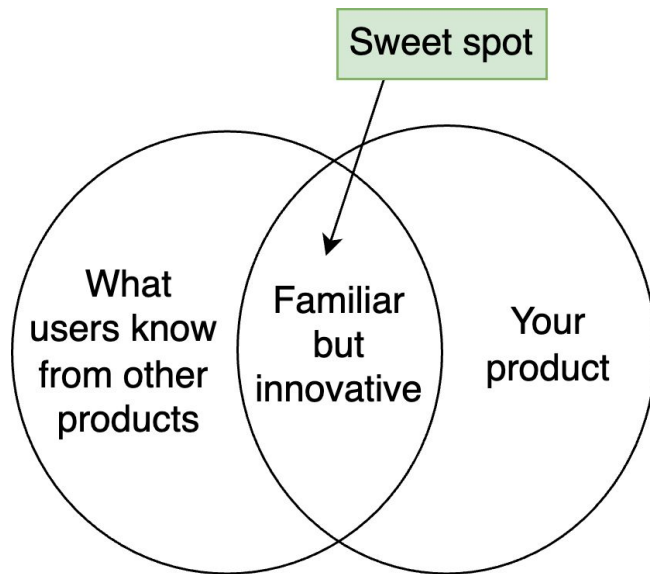 Sweet spot
What
users know
from other
products
Familiar
but
innovative
Your
product